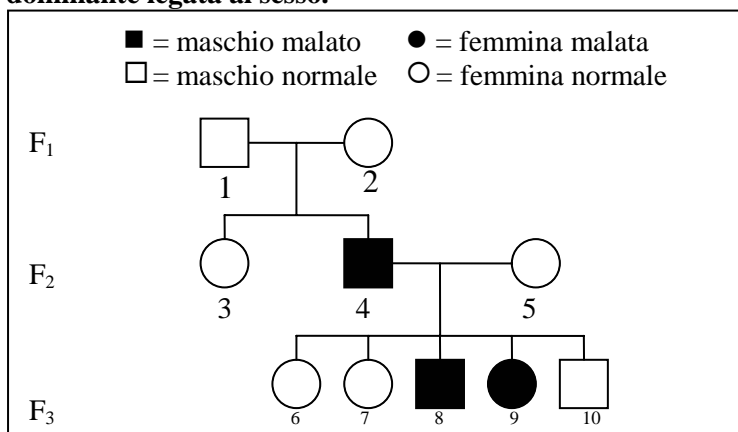 dominante legata al sesso.
■ = maschio malato ● = femmina malata
□ = maschio normale ○ = femmina normale
F₁
1 2
F₂
3 4 5
F₃
6 7 8 9 10